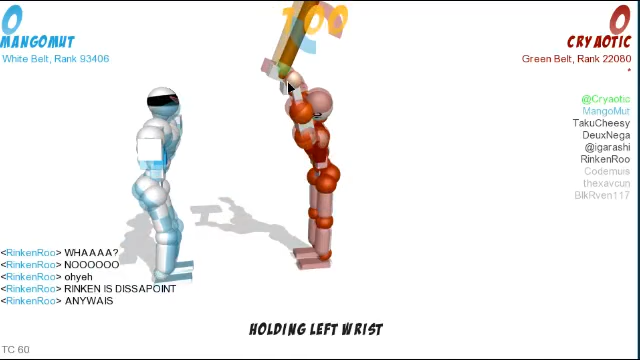 0
MANGOMUT
White Belt, Rank 93406
100
0
CRYAOTIC
Green Belt, Rank 22080
*
@Cryaotic
MangoMut
TakuCheesy
DeuxNega
@igarashi
RinkenRoo
Codemuis
thexavcun
BlkRven117
<RinkenRoo> WHAAAA?
<RinkenRoo> NOOOOOO
<RinkenRoo> ohyeh
<RinkenRoo> RINKEN IS DISSAPOINT
<RinkenRoo> ANYWAIS
HOLDING LEFT WRIST
TC 60